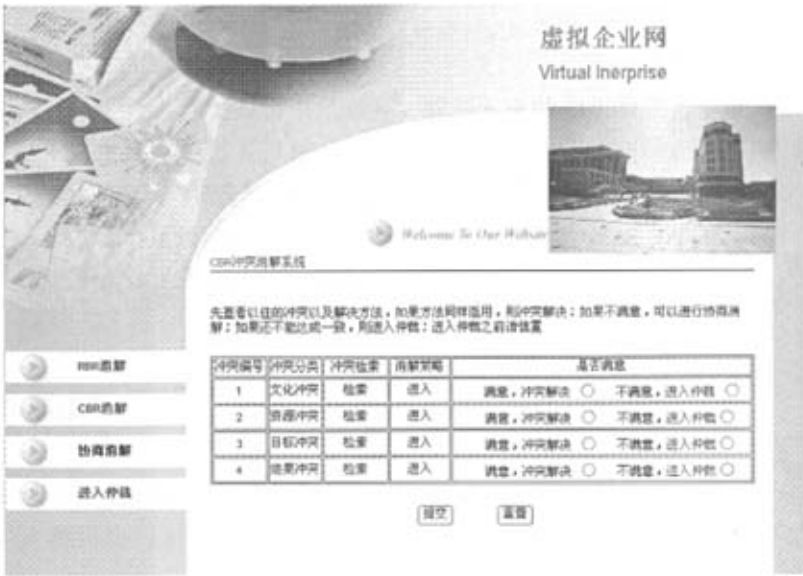 虚拟企业网
Virtual Inerprise
Welcome To Our Website
CBR冲突消解系统
先查看以往的冲突以及解决方法，如果方法同样适用，则冲突解决；如果不满意，可以进行协商消
解；如果还不能达成一致，则进入仲裁；进入仲裁之前请慎重
RBR消解
CBR消解
协商消解
进入仲裁
冲突编号 冲突分类 冲突检索 消解策略 是否满意
1 文化冲突 检索 进入 满意，冲突解决 不满意，进入仲裁
2 资源冲突 检索 进入 满意，冲突解决 不满意，进入仲裁
3 目标冲突 检索 进入 满意，冲突解决 不满意，进入仲裁
4 结果冲突 检索 进入 满意，冲突解决 不满意，进入仲裁
提交 重置